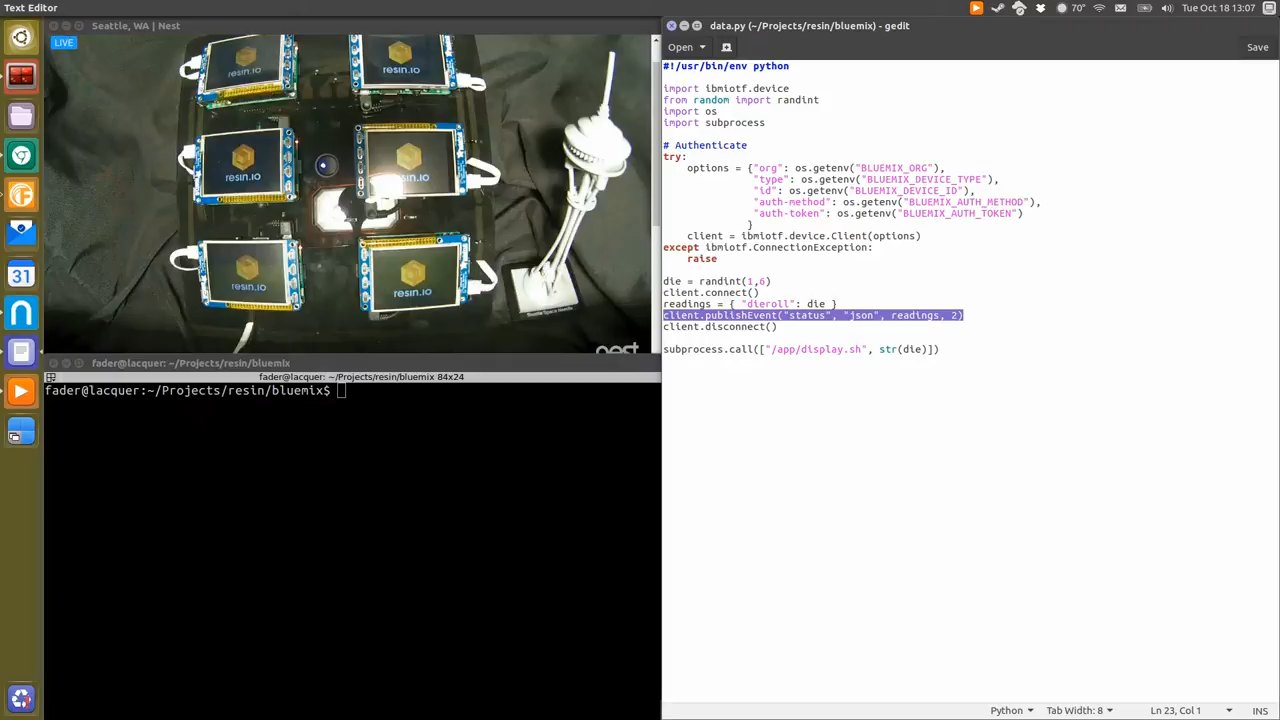 Text Editor
70°
Tue Oct 18 13:07
Seattle, WA | Nest
LIVE
resin.io
resin.io
resin.io
resin.io
resin.io
resin.io
nest
31
fader@lacquer: ~/Projects/resin/bluemix
fader@lacquer: ~/Projects/resin/bluemix 84x24
fader@lacquer:~/Projects/resin/bluemix$
data.py (~/Projects/resin/bluemix) - gedit
Open
Save
#!/usr/bin/env python
import ibmiotf.device
from random import randint
import os
import subprocess
# Authenticate
try:
options = {"org": os.getenv("BLUEMIX_ORG"),
"type": os.getenv("BLUEMIX_DEVICE_TYPE"),
"id": os.getenv("BLUEMIX_DEVICE_ID"),
"auth-method": os.getenv("BLUEMIX_AUTH_METHOD"),
"auth-token": os.getenv("BLUEMIX_AUTH_TOKEN")
}
client = ibmiotf.device.Client(options)
except ibmiotf.ConnectionException:
raise
die = randint(1,6)
client.connect()
readings = { "dieroll": die }
client.publishEvent("status", "json", readings, 2)
client.disconnect()
subprocess.call(["/app/display.sh", str(die)])
Python
Tab Width: 8
Ln 23, Col 1
INS